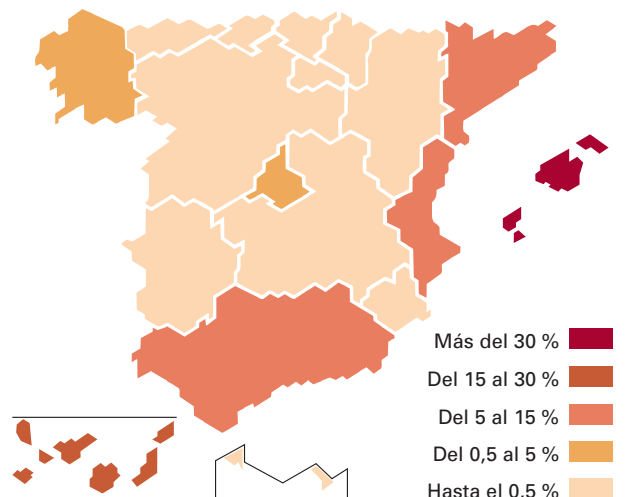 Más del 30 %
Del 15 al 30 %
Del 5 al 15 %
Del 0,5 al 5 %
Hasta el 0,5 %